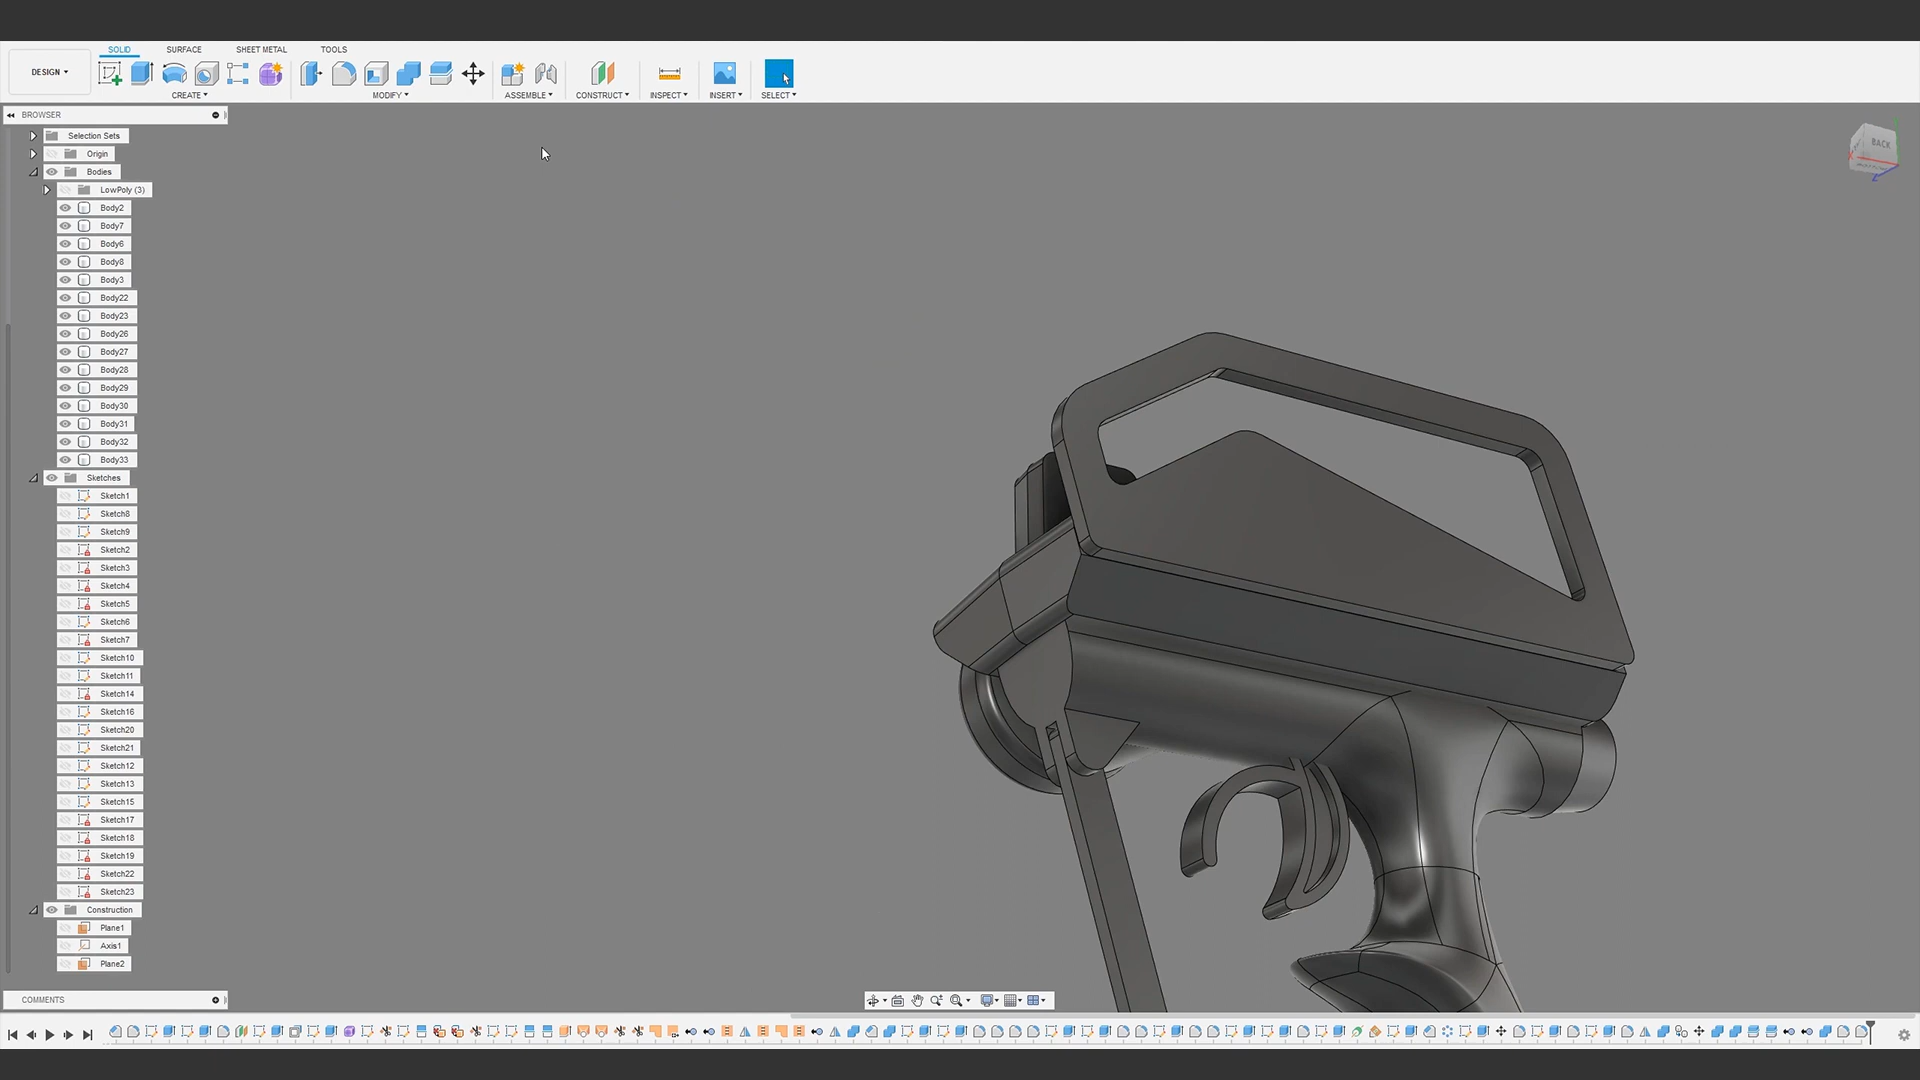 SOLID SURFACE SHEET METAL TOOLS
DESIGN
CREATE MODIFY ASSEMBLE CONSTRUCT INSPECT INSERT SELECT
BROWSER
Selection Sets
Origin
Bodies
LowPoly (3)
Body2
Body7
Body6
Body8
Body3
Body22
Body23
Body26
Body27
Body28
Body29
Body30
Body31
Body32
Body33
Sketches
Sketch1
Sketch8
Sketch9
Sketch2
Sketch3
Sketch4
Sketch5
Sketch6
Sketch7
Sketch10
Sketch11
Sketch14
Sketch16
Sketch20
Sketch21
Sketch12
Sketch13
Sketch15
Sketch17
Sketch18
Sketch19
Sketch22
Sketch23
Construction
Plane1
Axis1
Plane2
COMMENTS
BACK
X
Z